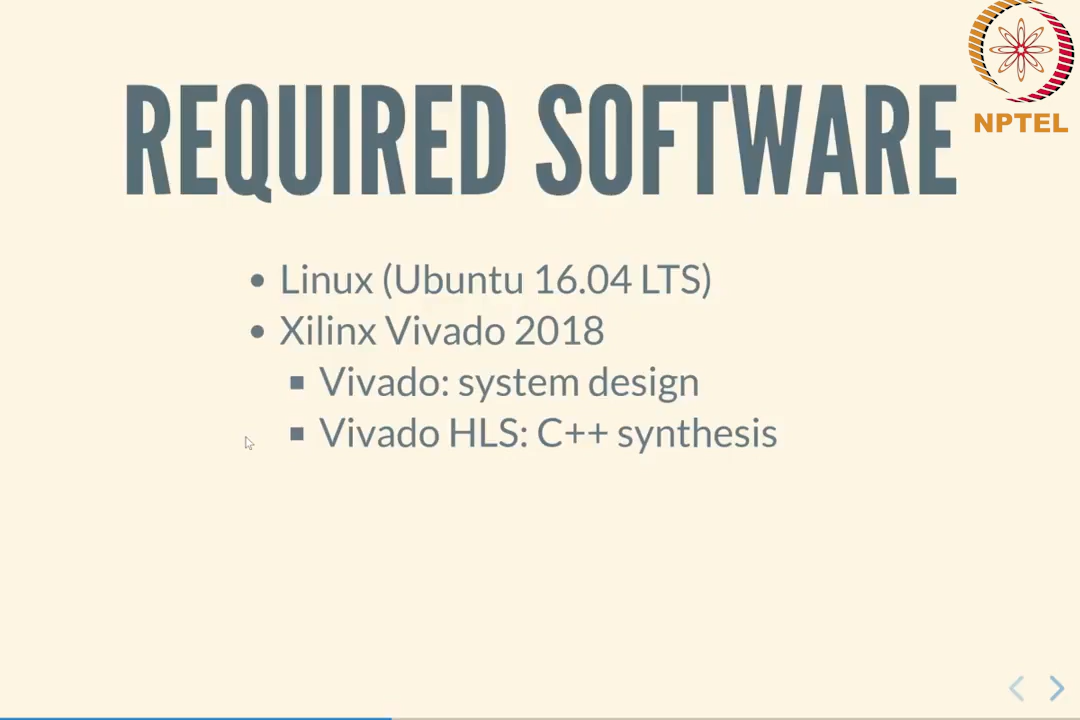 NPTEL
REQUIRED SOFTWARE
• Linux (Ubuntu 16.04 LTS)
• Xilinx Vivado 2018
▪ Vivado: system design
▪ Vivado HLS: C++ synthesis